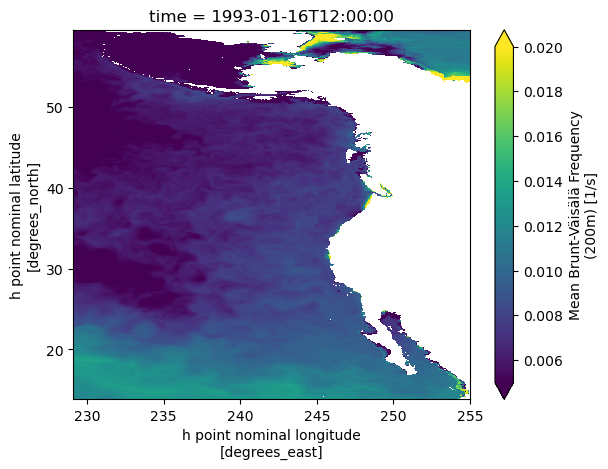 time = 1993-01-16T12:00:00
h point nominal latitude
[degrees_north]
50
40
30
20
230
235
240
245
250
255
h point nominal longitude
[degrees_east]
0.020
0.018
0.016
0.014
0.012
0.010
0.008
0.006
Mean Brunt-Väisälä Frequency
(200m) [1/s]